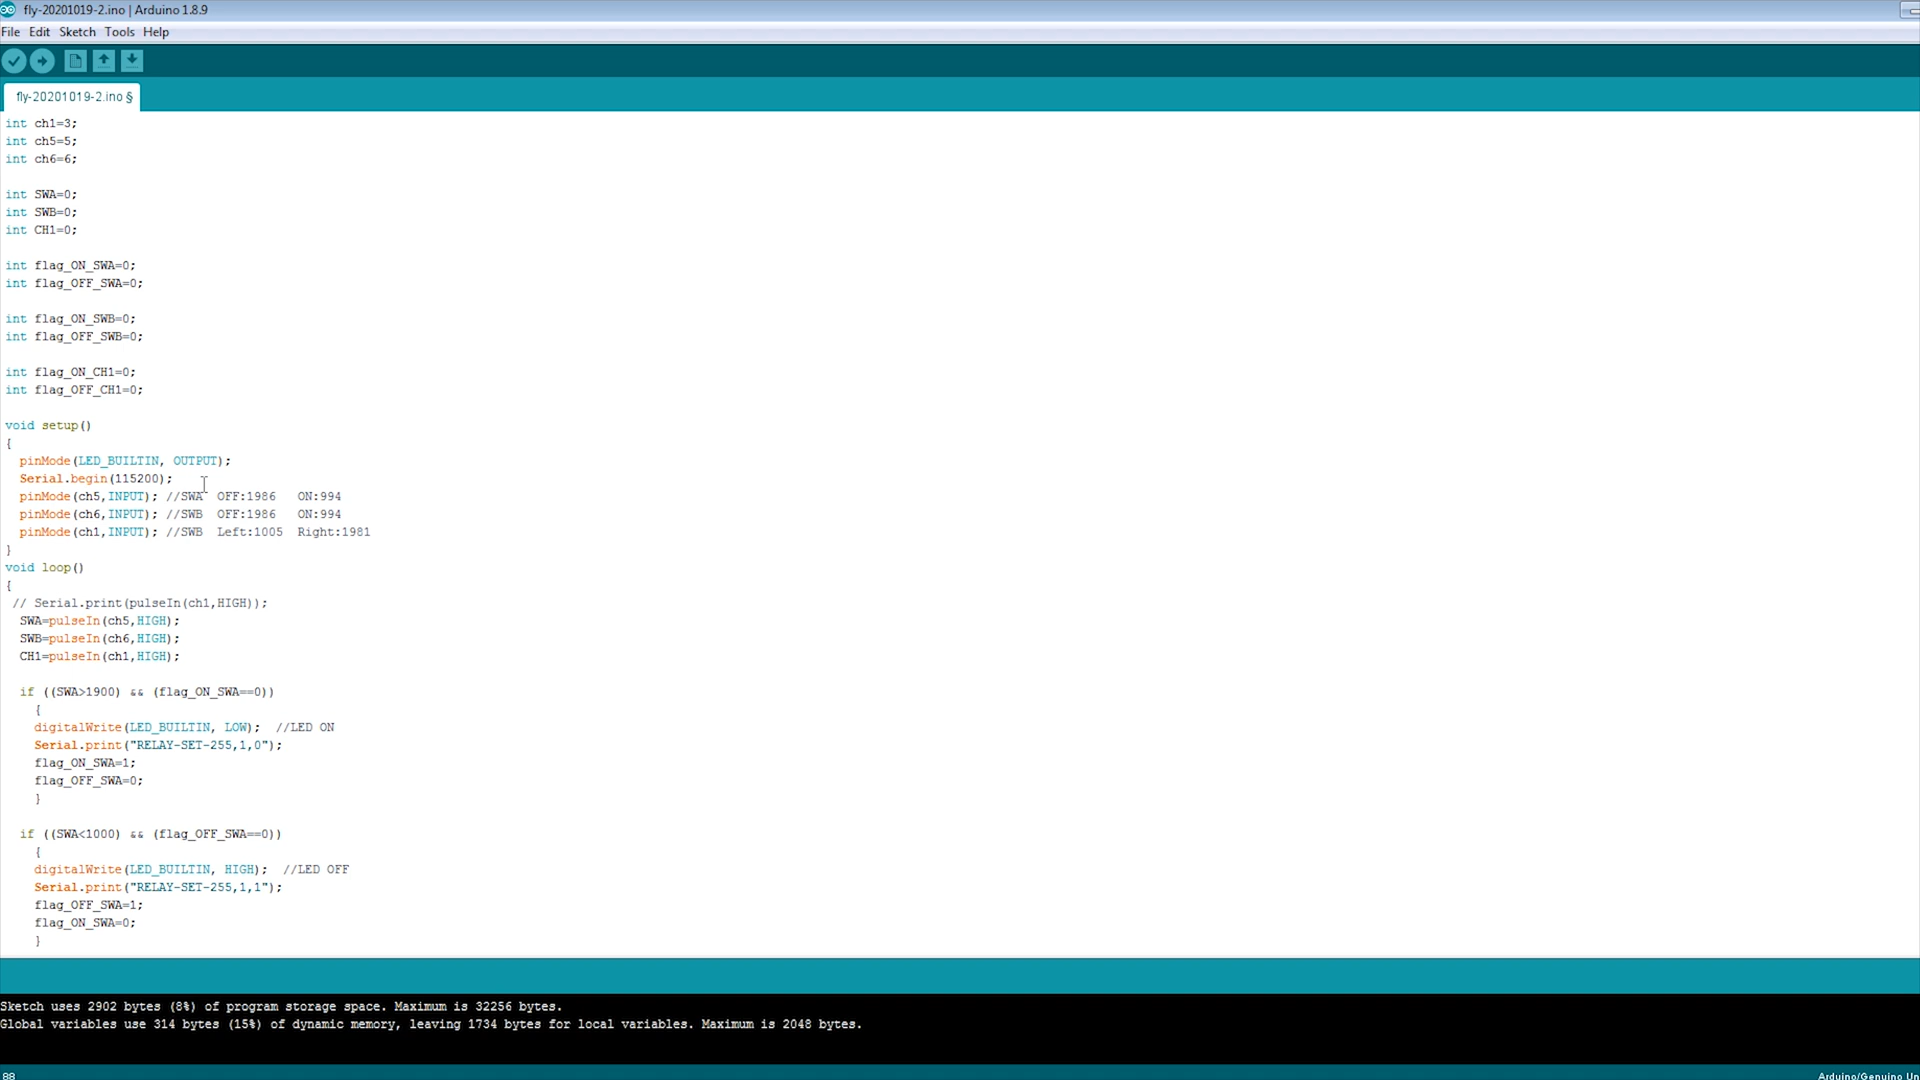 fly-20201019-2.ino | Arduino 1.8.9
File Edit Sketch Tools Help
fly-20201019-2.ino §
int ch1=3;
int ch5=5;
int ch6=6;
int SWA=0;
int SWB=0;
int CH1=0;
int flag_ON_SWA=0;
int flag_OFF_SWA=0;
int flag_ON_SWB=0;
int flag_OFF_SWB=0;
int flag_ON_CH1=0;
int flag_OFF_CH1=0;
void setup()
{
pinMode(LED_BUILTIN, OUTPUT);
Serial.begin(115200);
pinMode(ch5,INPUT); //SWA OFF:1986 ON:994
pinMode(ch6,INPUT); //SWB OFF:1986 ON:994
pinMode(ch1,INPUT); //SWB Left:1005 Right:1981
}
void loop()
{
// Serial.print(pulseIn(ch1,HIGH));
SWA=pulseIn(ch5,HIGH);
SWB=pulseIn(ch6,HIGH);
CH1=pulseIn(ch1,HIGH);
if ((SWA>1900) && (flag_ON_SWA==0))
{
digitalWrite(LED_BUILTIN, LOW); //LED ON
Serial.print("RELAY-SET-255,1,0");
flag_ON_SWA=1;
flag_OFF_SWA=0;
}
if ((SWA<1000) && (flag_OFF_SWA==0))
{
digitalWrite(LED_BUILTIN, HIGH); //LED OFF
Serial.print("RELAY-SET-255,1,1");
flag_OFF_SWA=1;
flag_ON_SWA=0;
}
Sketch uses 2902 bytes (8%) of program storage space. Maximum is 32256 bytes.
Global variables use 314 bytes (15%) of dynamic memory, leaving 1734 bytes for local variables. Maximum is 2048 bytes.
88
Arduino/Genuino Un